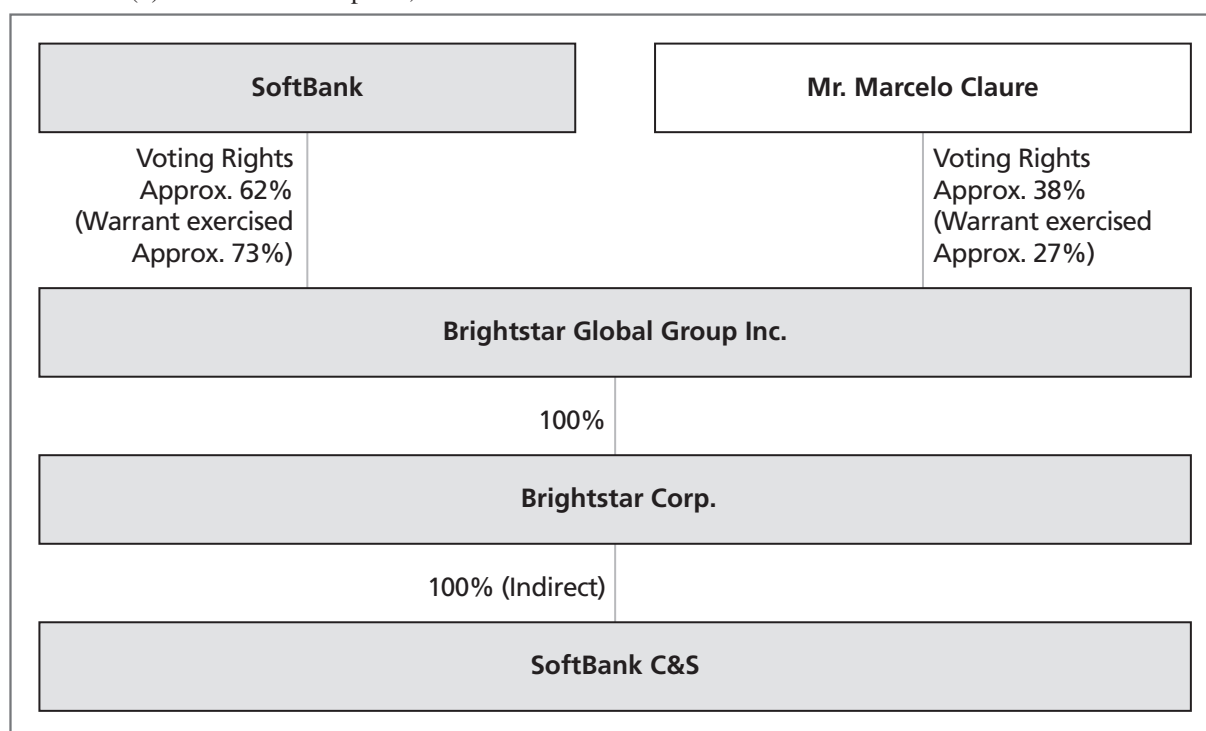 SoftBank
Mr. Marcelo Claure
Voting Rights
Approx. 62%
(Warrant exercised
Approx. 73%)
Voting Rights
Approx. 38%
(Warrant exercised
Approx. 27%)
Brightstar Global Group Inc.
100%
Brightstar Corp.
100% (Indirect)
SoftBank C&S